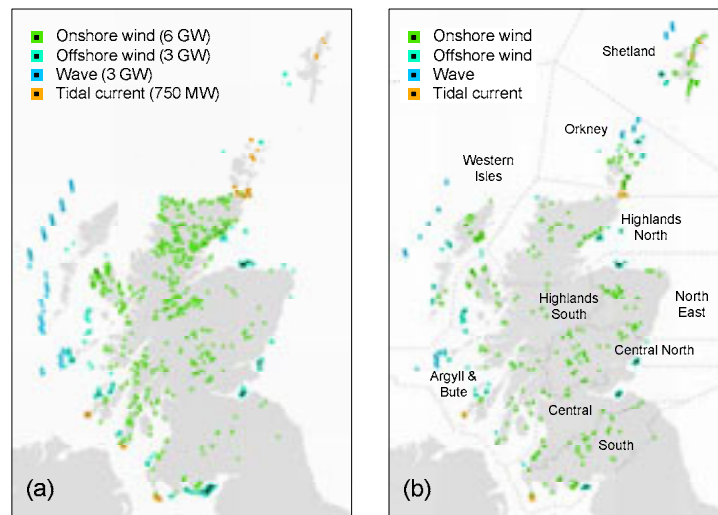 Onshore wind (6 GW)
Offshore wind (3 GW)
Wave (3 GW)
Tidal current (750 MW)
(a)
Onshore wind
Offshore wind
Wave
Tidal current
Shetland
Orkney
Western
Isles
Highlands
North
Highlands
South
North
East
Central North
Argyll &
Bute
Central
South
(b)